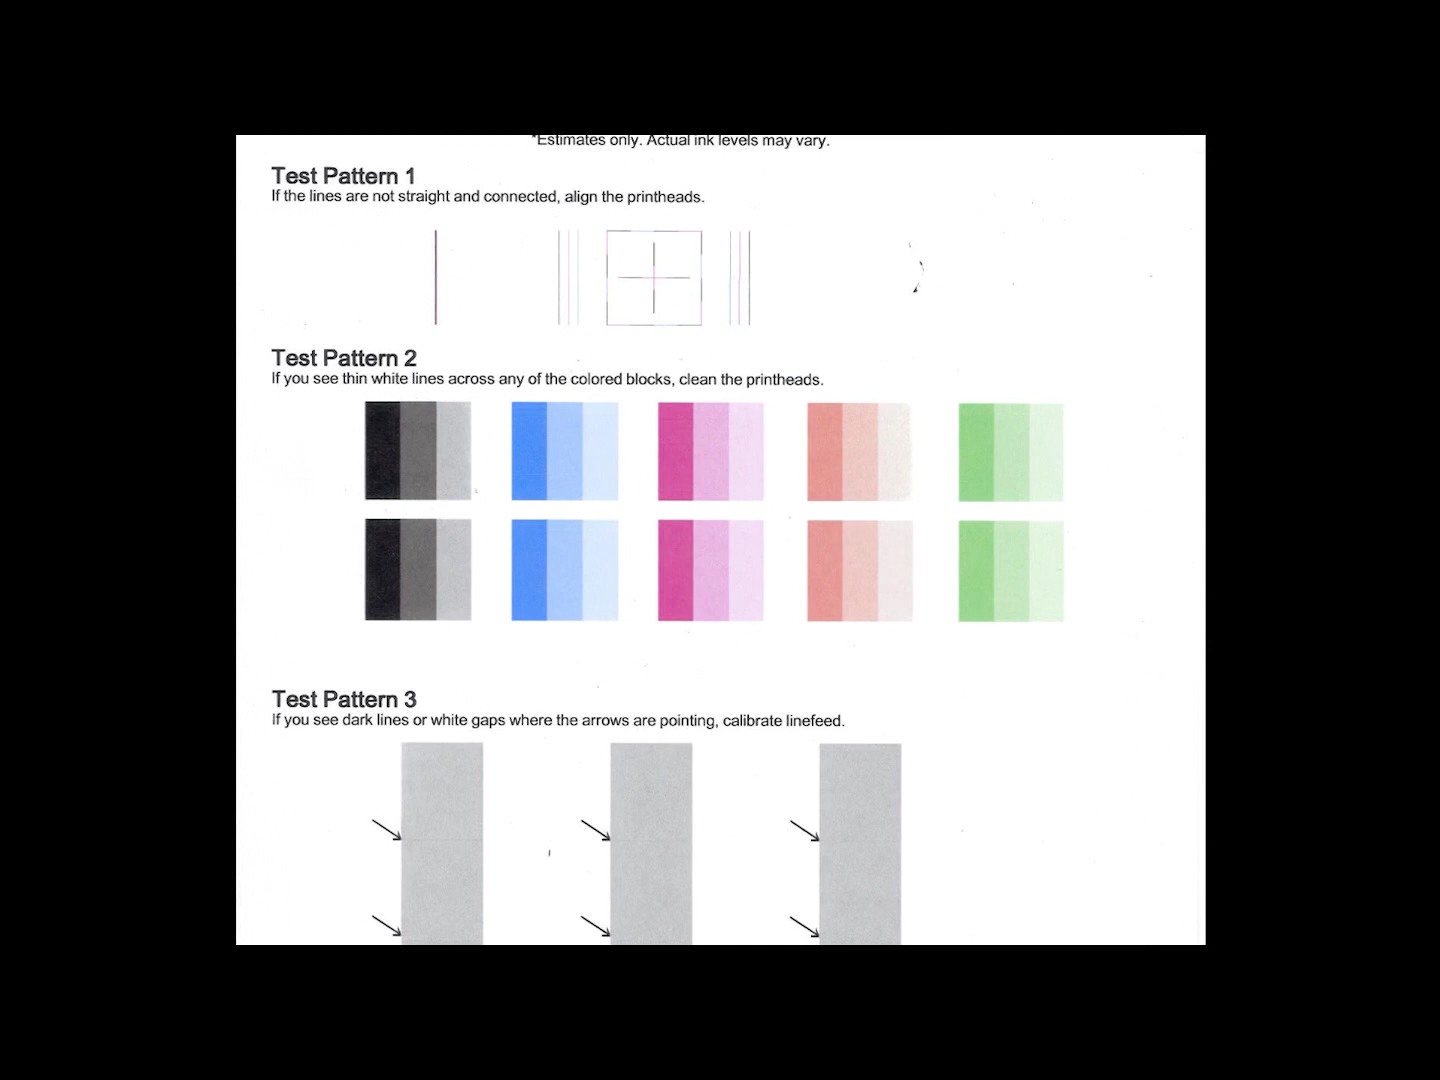 *Estimates only. Actual ink levels may vary.
Test Pattern 1
If the lines are not straight and connected, align the printheads.
Test Pattern 2
If you see thin white lines across any of the colored blocks, clean the printheads.
Test Pattern 3
If you see dark lines or white gaps where the arrows are pointing, calibrate linefeed.